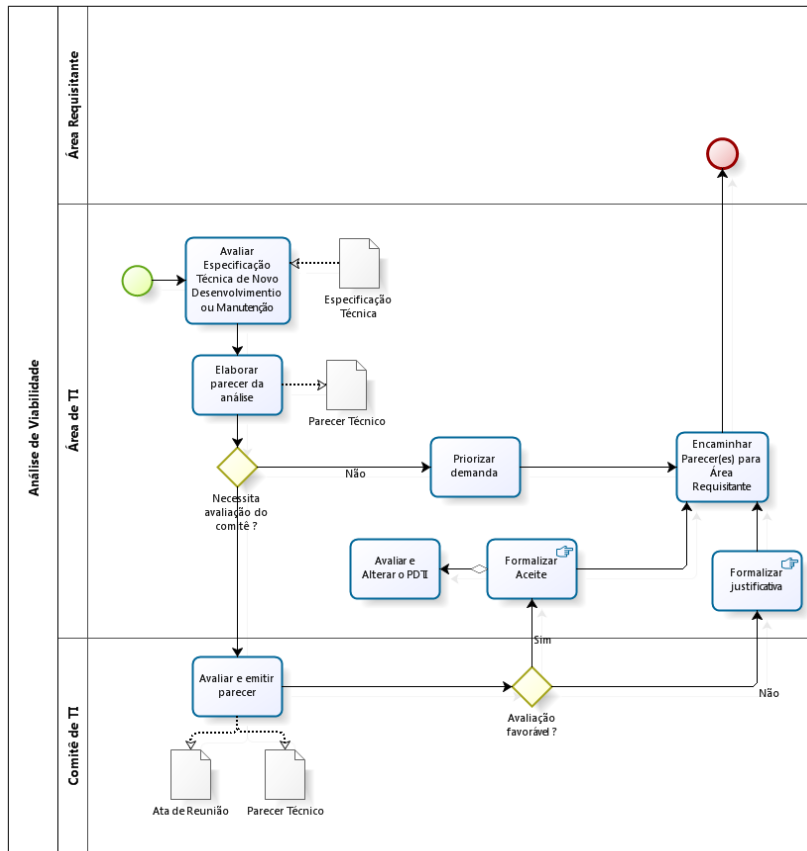 Análise de Viabilidade
Área Requisitante
Área de TI
Avaliar
Especificação
Técnica de Novo
Desenvolvimentio
ou Manutenção
Especificação
Técnica
Elaborar
parecer da
análise
Parecer Técnico
Necessita
avaliação do
comitê ?
Não
Priorizar
demanda
Encaminhar
Parecer(es) para
Área
Requisitante
Avaliar e
Alterar o PDTI
Formalizar
Aceite
Formalizar
justificativa
Comitê de TI
Sim
Avaliar e emitir
parecer
Avaliação
favorável ?
Não
Ata de Reunião
Parecer Técnico